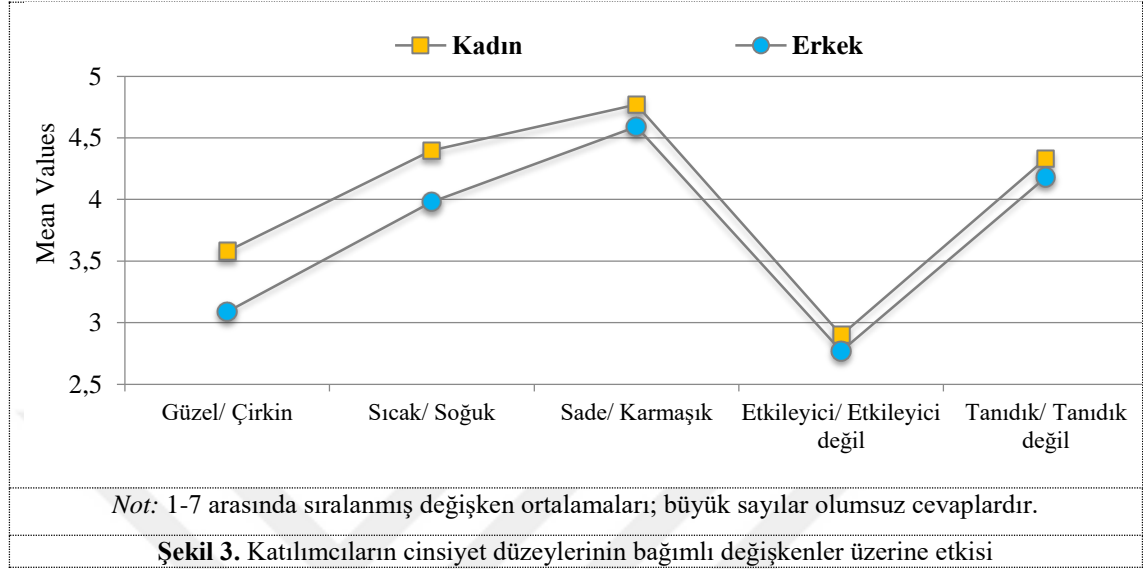 Kadın Erkek
Mean Values
5
4,5
4
3,5
3
2,5
Güzel/ Çirkin Sıcak/ Soğuk Sade/ Karmaşık Etkileyici/ Etkileyici Tanıdık/ Tanıdık
değil değil
Not: 1-7 arasında sıralanmış değişken ortalamaları; büyük sayılar olumsuz cevaplardır.
Şekil 3. Katılımcıların cinsiyet düzeylerinin bağımlı değişkenler üzerine etkisi